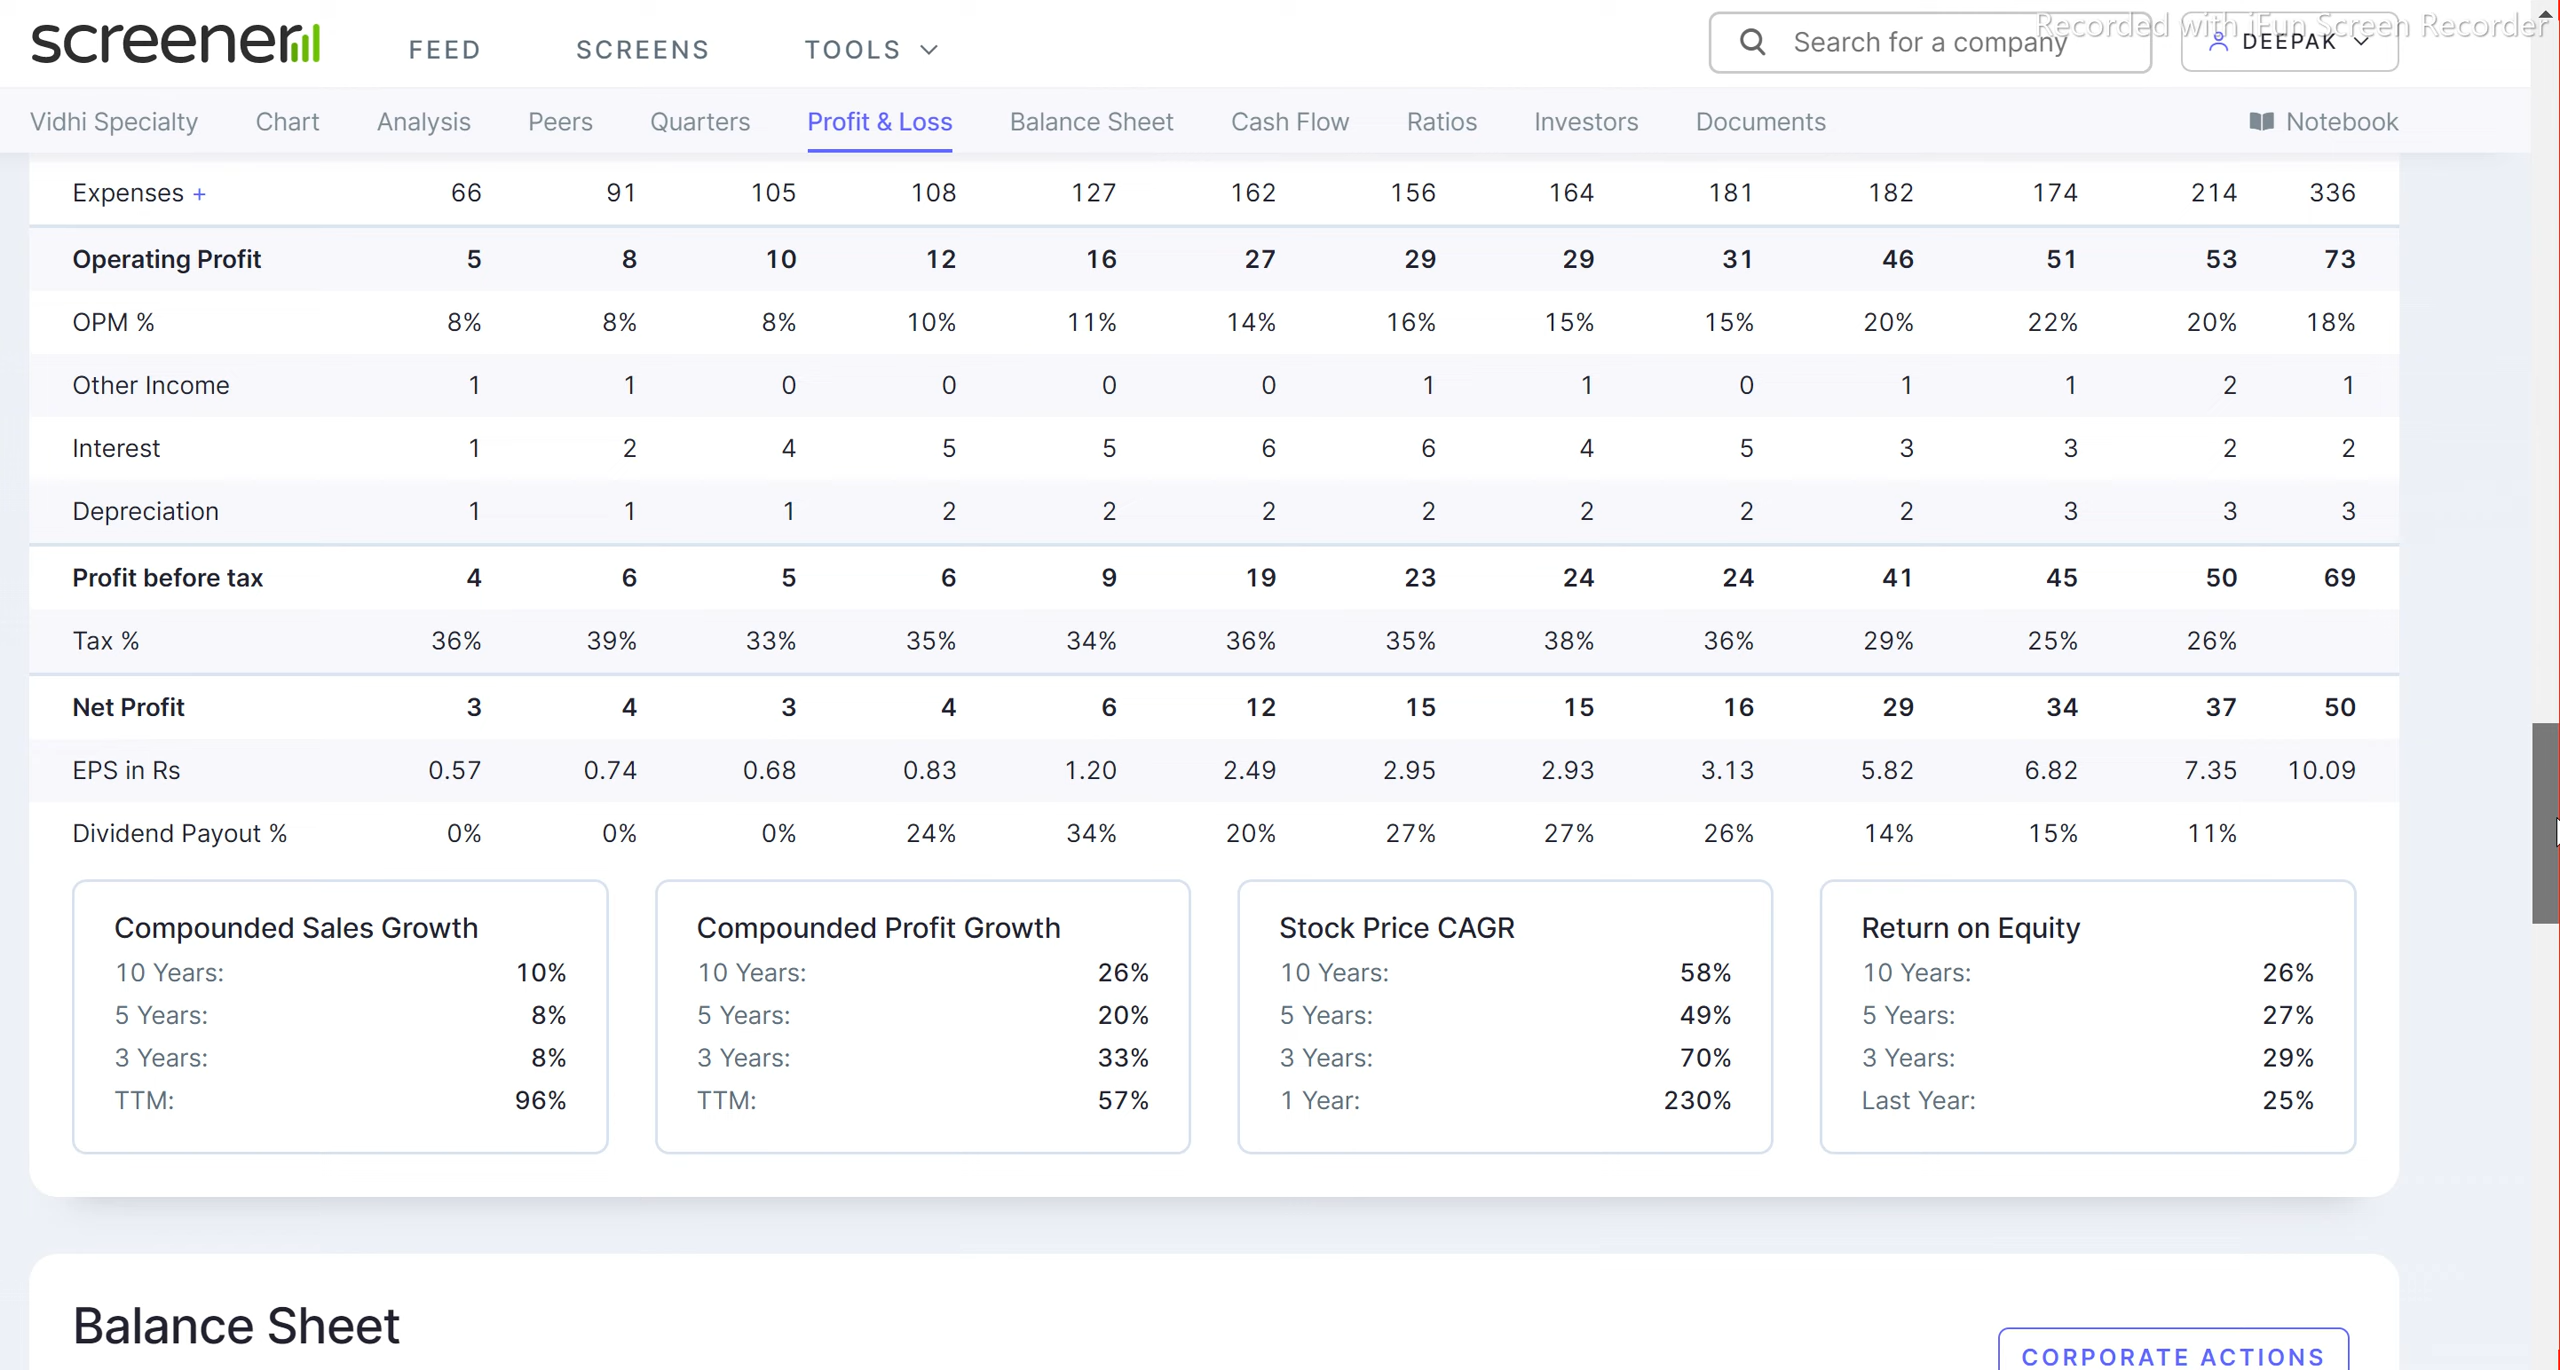 screener
FEED SCREENS TOOLS
Search for a company
DEEPAK
Recorded with iFun Screen Recorder
Vidhi Specialty Chart Analysis Peers Quarters Profit & Loss Balance Sheet Cash Flow Ratios Investors Documents Notebook
Expenses + 66 91 105 108 127 162 156 164 181 182 174 214 336
Operating Profit 5 8 10 12 16 27 29 29 31 46 51 53 73
OPM % 8% 8% 8% 10% 11% 14% 16% 15% 15% 20% 22% 20% 18%
Other Income 1 1 0 0 0 0 1 1 0 1 1 2 1
Interest 1 2 4 5 5 6 6 4 5 3 3 2 2
Depreciation 1 1 1 2 2 2 2 2 2 2 3 3 3
Profit before tax 4 6 5 6 9 19 23 24 24 41 45 50 69
Tax % 36% 39% 33% 35% 34% 36% 35% 38% 36% 29% 25% 26%
Net Profit 3 4 3 4 6 12 15 15 16 29 34 37 50
EPS in Rs 0.57 0.74 0.68 0.83 1.20 2.49 2.95 2.93 3.13 5.82 6.82 7.35 10.09
Dividend Payout % 0% 0% 0% 24% 34% 20% 27% 27% 26% 14% 15% 11%
Compounded Sales Growth
10 Years: 10%
5 Years: 8%
3 Years: 8%
TTM: 96%
Compounded Profit Growth
10 Years: 26%
5 Years: 20%
3 Years: 33%
TTM: 57%
Stock Price CAGR
10 Years: 58%
5 Years: 49%
3 Years: 70%
1 Year: 230%
Return on Equity
10 Years: 26%
5 Years: 27%
3 Years: 29%
Last Year: 25%
Balance Sheet
CORPORATE ACTIONS